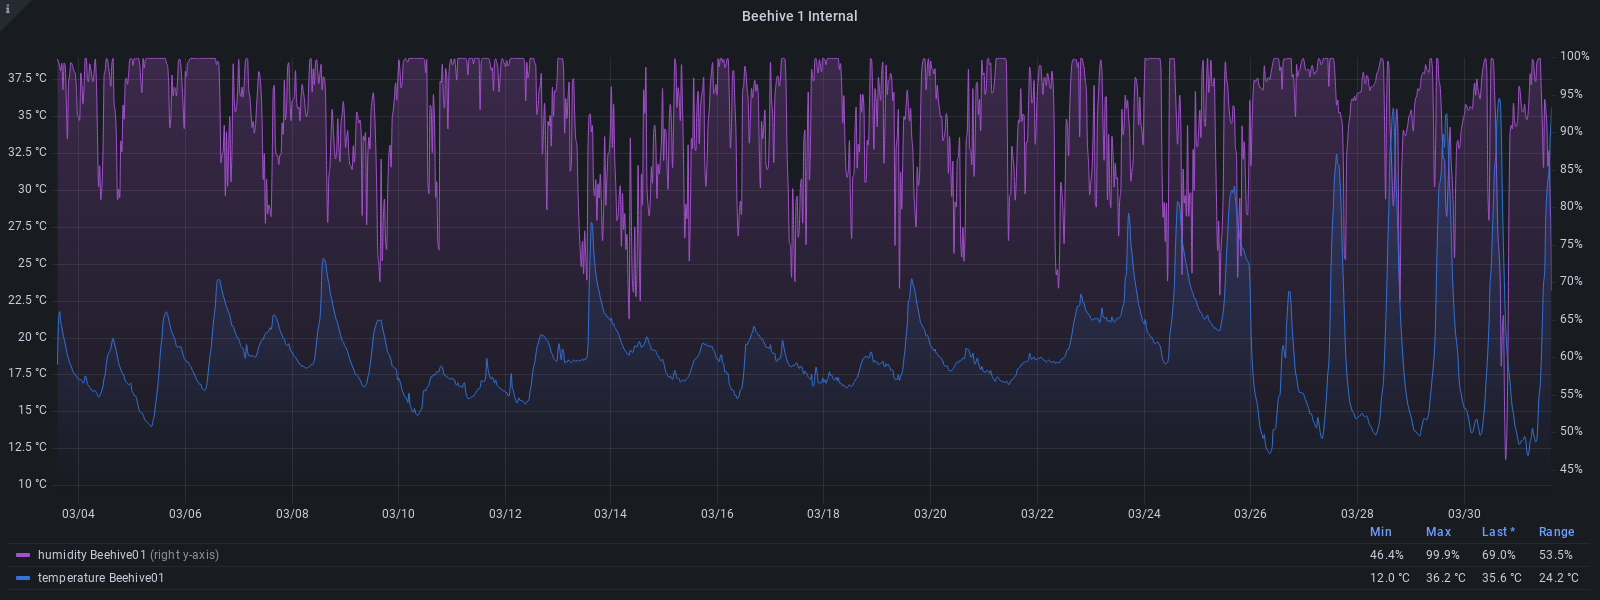 i
Beehive 1 Internal
37.5 °C
35 °C
32.5 °C
30 °C
27.5 °C
25 °C
22.5 °C
20 °C
17.5 °C
15 °C
12.5 °C
10 °C
100%
95%
90%
85%
80%
75%
70%
65%
60%
55%
50%
45%
03/04 03/06 03/08 03/10 03/12 03/14 03/16 03/18 03/20 03/22 03/24 03/26 03/28 03/30
Min Max Last * Range
humidity Beehive01 (right y-axis) 46.4% 99.9% 69.0% 53.5%
temperature Beehive01 12.0 °C 36.2 °C 35.6 °C 24.2 °C